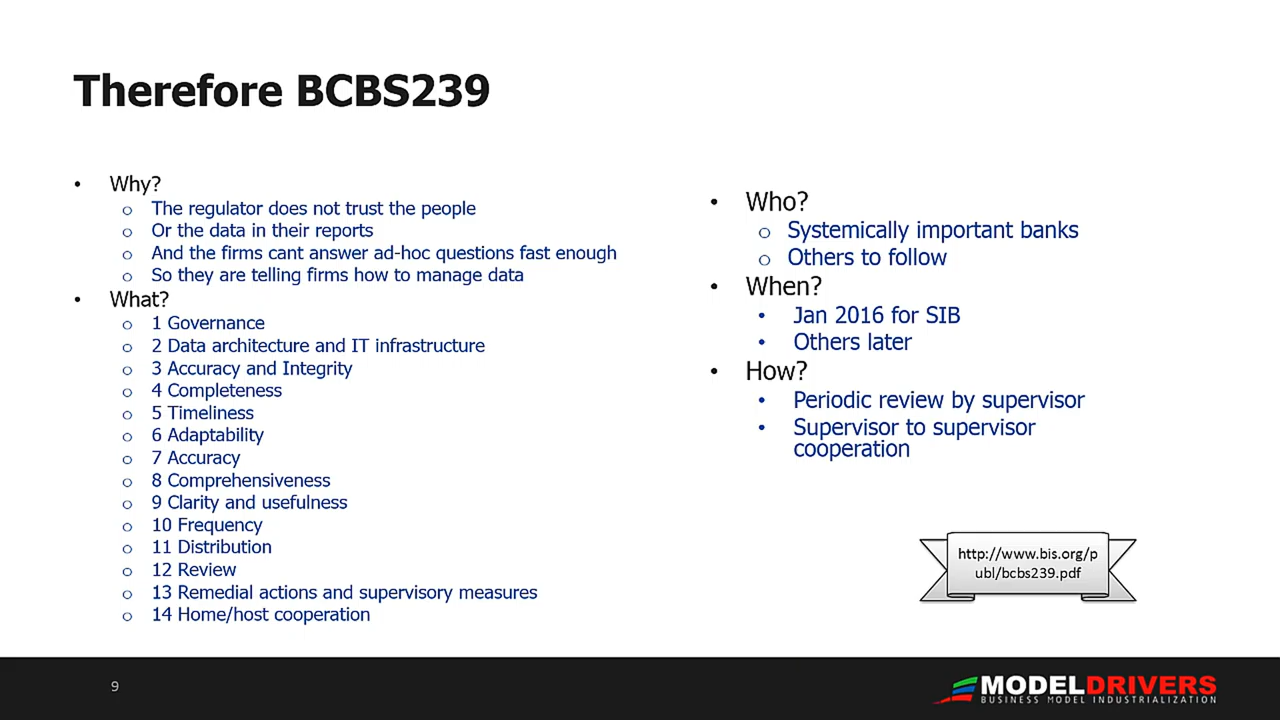 Therefore BCBS239
• Why?
o The regulator does not trust the people
o Or the data in their reports
o And the firms cant answer ad-hoc questions fast enough
o So they are telling firms how to manage data
• What?
o 1 Governance
o 2 Data architecture and IT infrastructure
o 3 Accuracy and Integrity
o 4 Completeness
o 5 Timeliness
o 6 Adaptability
o 7 Accuracy
o 8 Comprehensiveness
o 9 Clarity and usefulness
o 10 Frequency
o 11 Distribution
o 12 Review
o 13 Remedial actions and supervisory measures
o 14 Home/host cooperation
• Who?
o Systemically important banks
o Others to follow
• When?
• Jan 2016 for SIB
• Others later
• How?
• Periodic review by supervisor
• Supervisor to supervisor
cooperation
http://www.bis.org/p
ubl/bcbs239.pdf
9
MODELDRIVERS
BUSINESS MODEL INDUSTRIALIZATION